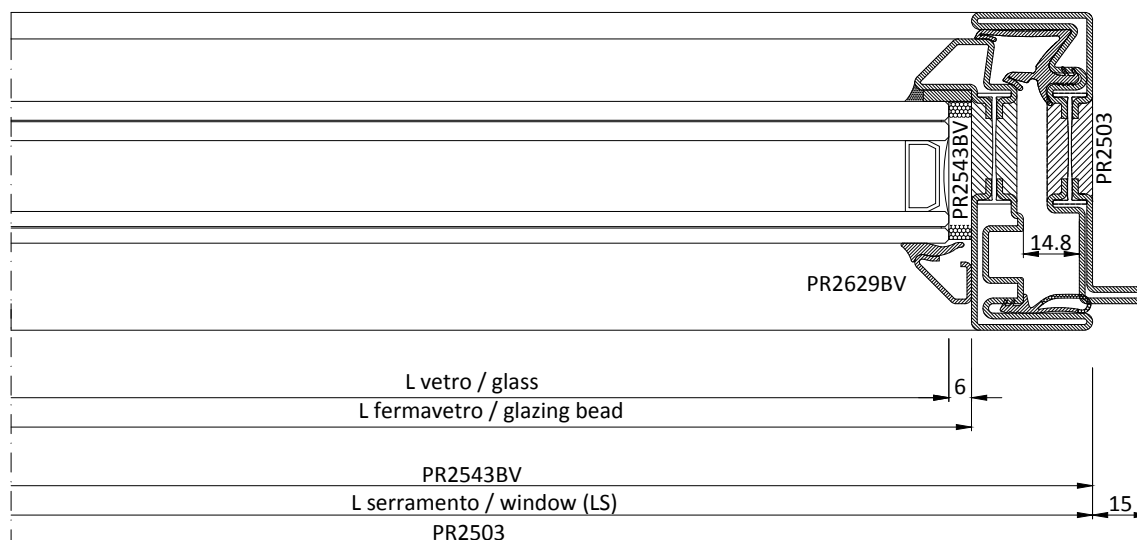 PR2543BV
PR2503
14.8
PR2629BV
L vetro / glass
6
L fermavetro / glazing bead
PR2543BV
L serramento / window (LS)
15
PR2503